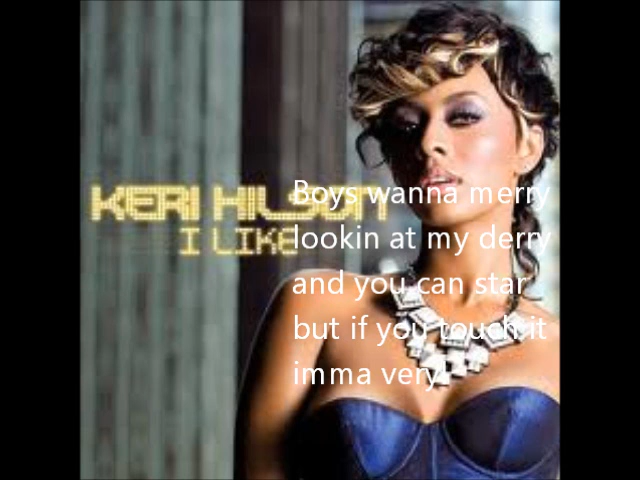 KERI HILSON
I LIKE
Boys wanna merry
lookin at my derry
and you can star
but if you touch it
imma very